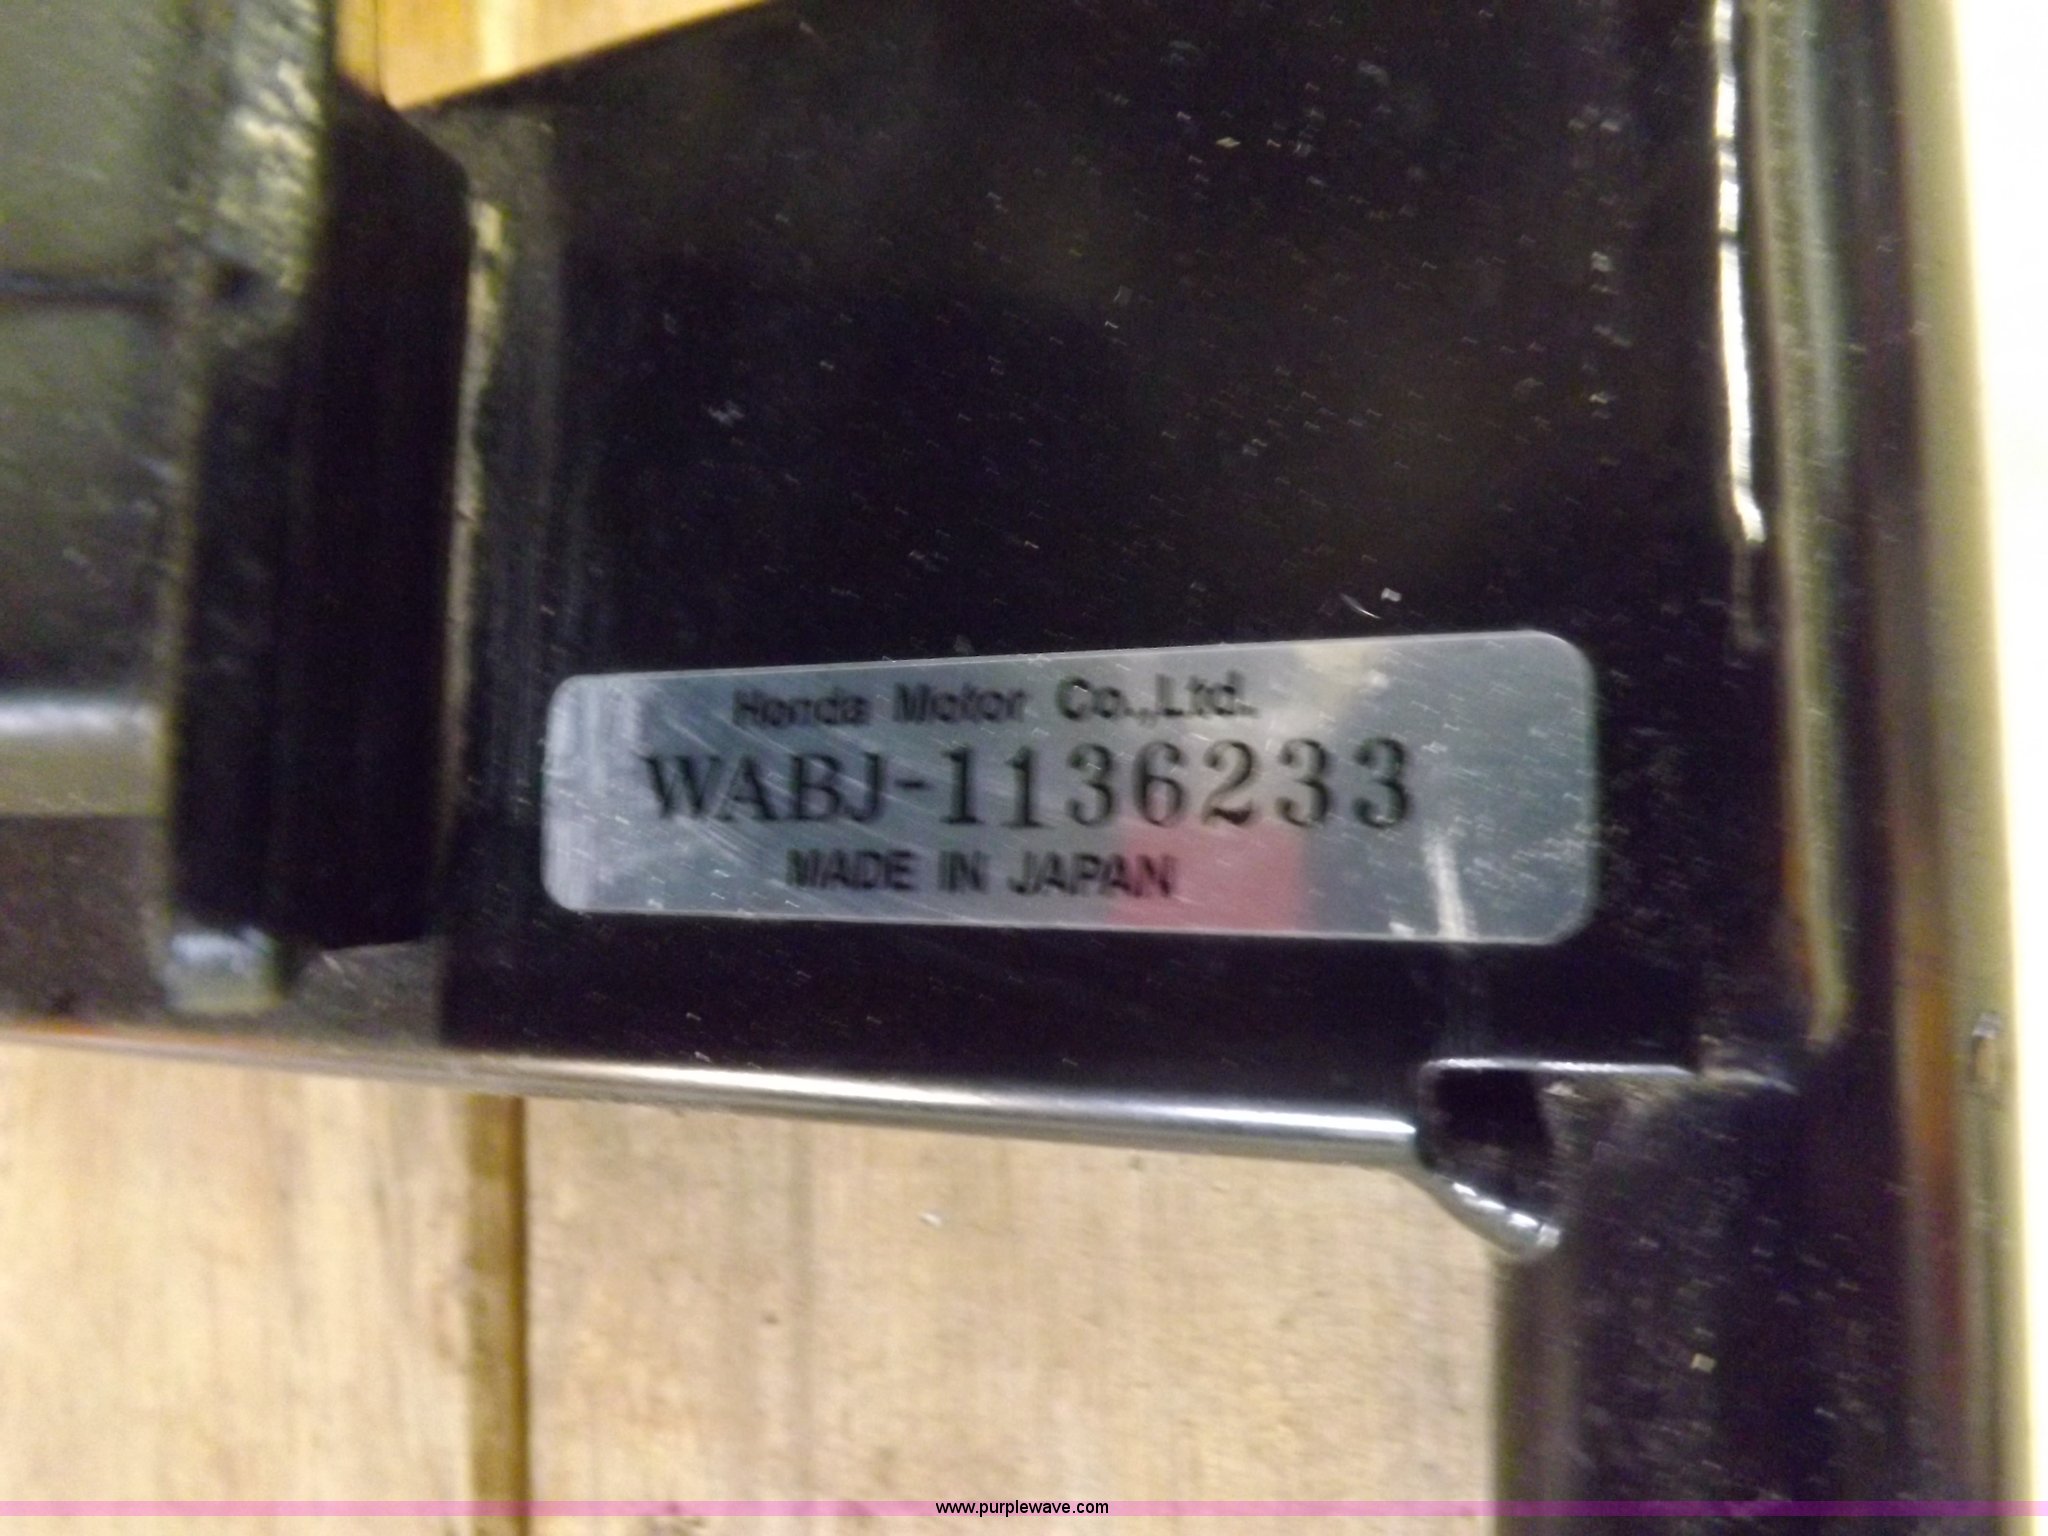 Honda Motor Co.,Ltd.
WABJ-1136233
MADE IN JAPAN
www.purplewave.com